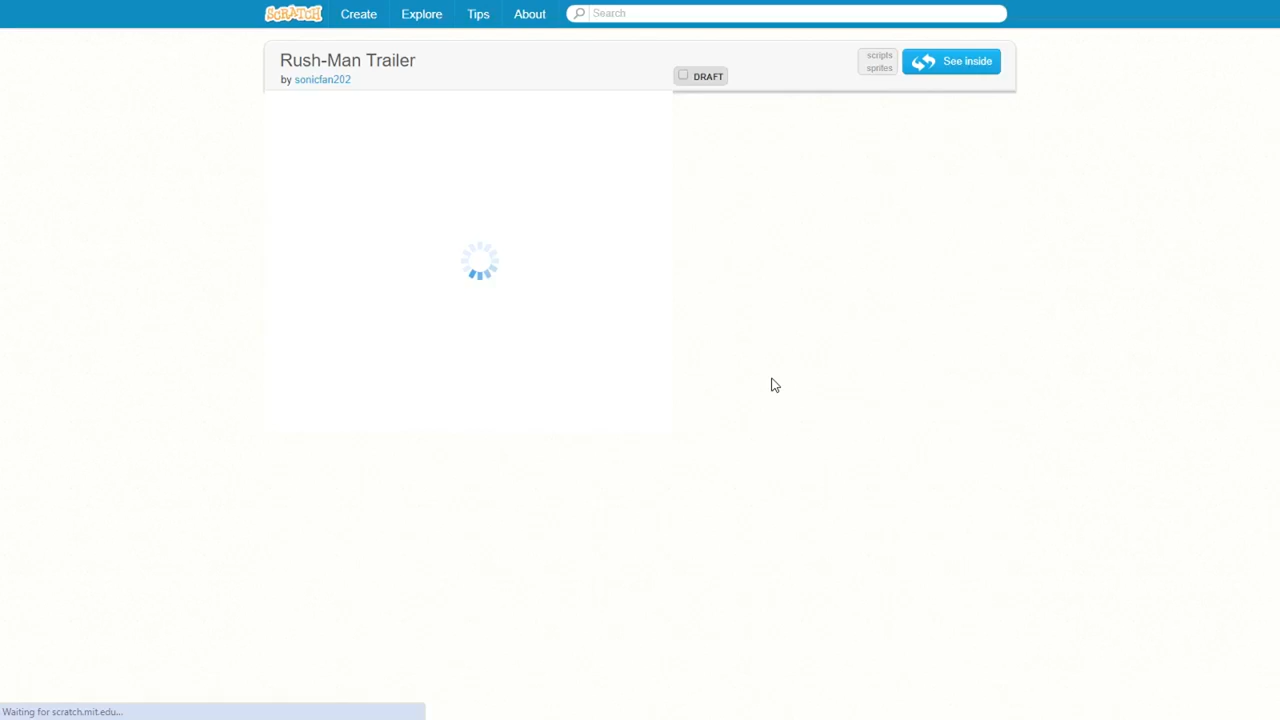 SCRATCH Create Explore Tips About Search
Rush-Man Trailer
by sonicfan202
DRAFT
scripts
sprites
See inside
Waiting for scratch.mit.edu...